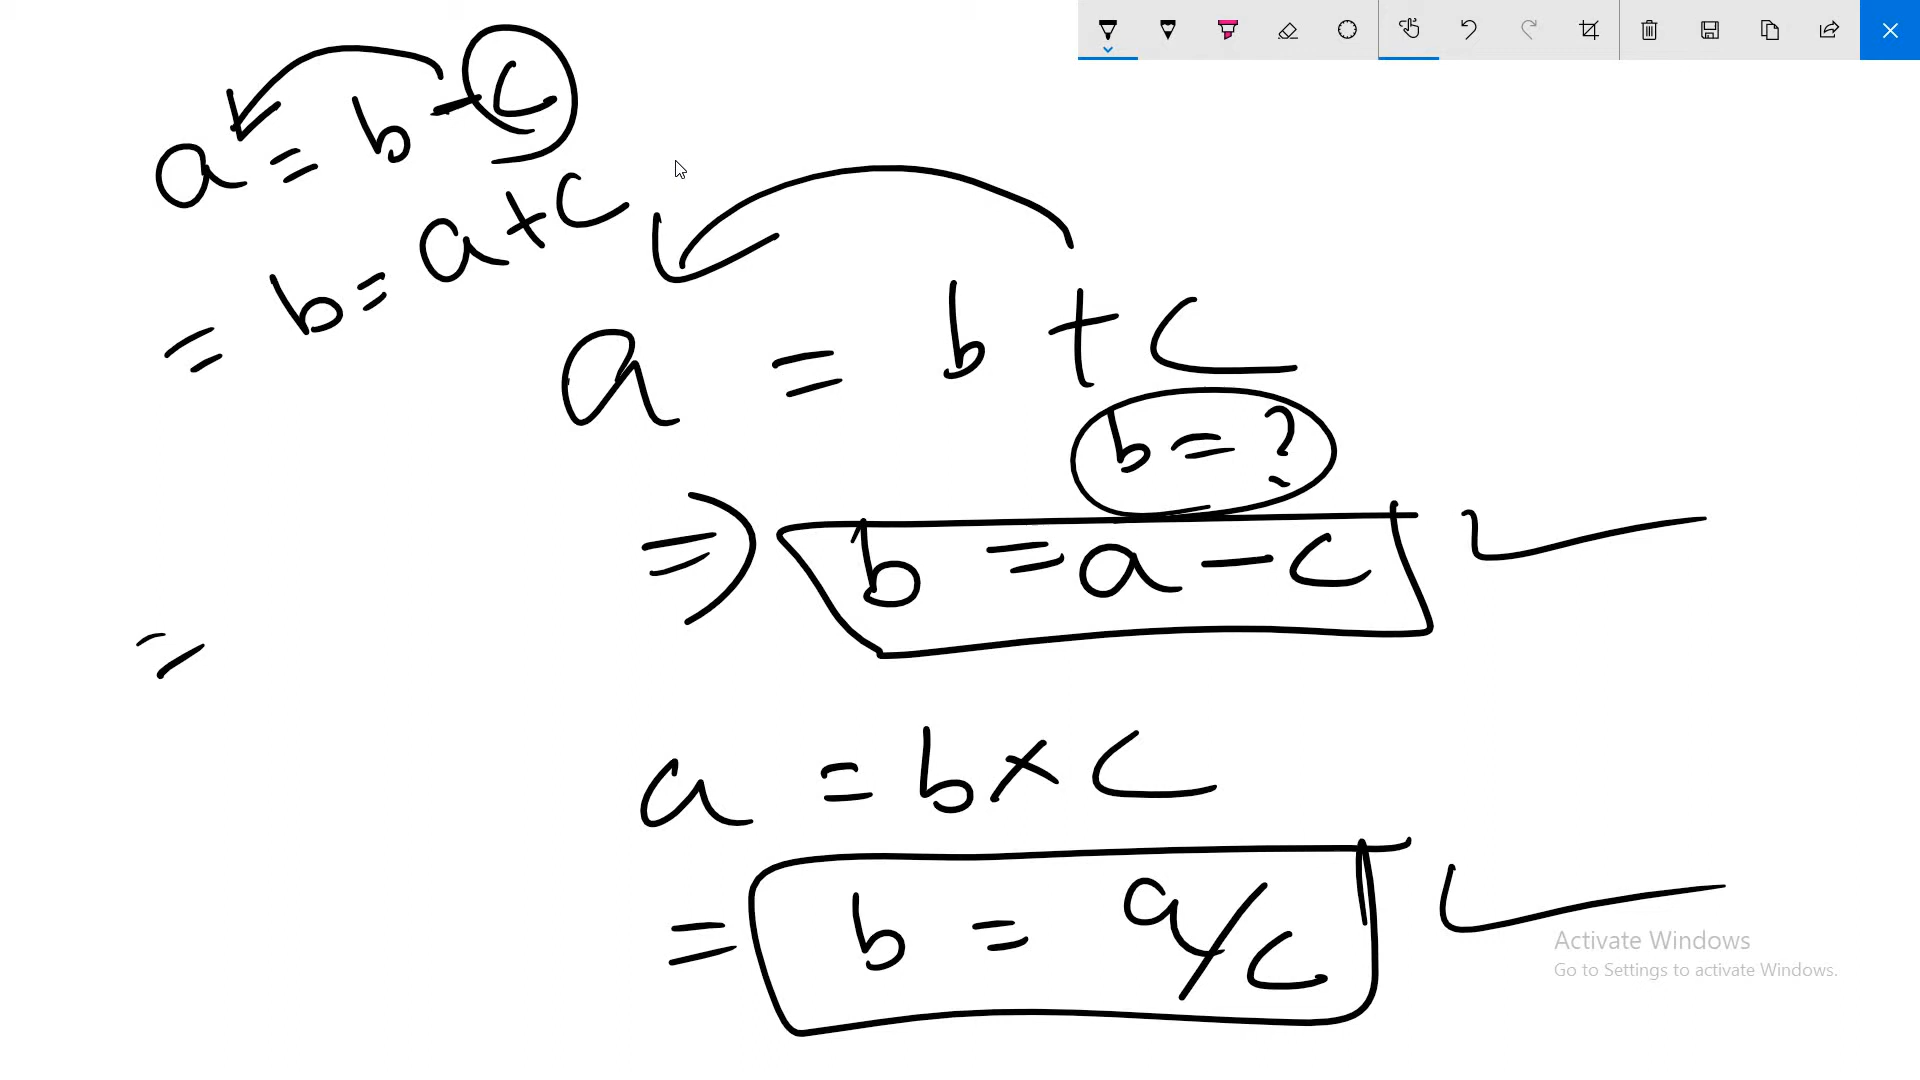 a = b - c
= b = a + c
a = b + c
b = ?
=> b = a - c
=
a = b × c
= b = a/c
Activate Windows
Go to Settings to activate Windows.